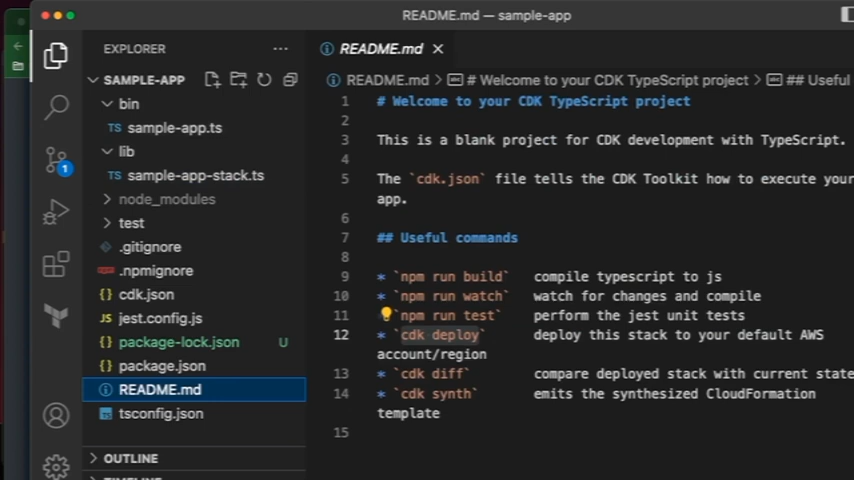 README.md — sample-app
EXPLORER
SAMPLE-APP
bin
TS sample-app.ts
lib
TS sample-app-stack.ts
node_modules
test
.gitignore
.npmignore
{} cdk.json
JS jest.config.js
{} package-lock.json U
{} package.json
README.md
tsconfig.json
OUTLINE
1
README.md
README.md > # Welcome to your CDK TypeScript project > ## Useful
1 # Welcome to your CDK TypeScript project
2
3 This is a blank project for CDK development with TypeScript.
4
5 The `cdk.json` file tells the CDK Toolkit how to execute your
app.
6
7 ## Useful commands
8
9 * `npm run build` compile typescript to js
10 * `npm run watch` watch for changes and compile
11 `npm run test` perform the jest unit tests
12 * `cdk deploy` deploy this stack to your default AWS
account/region
13 * `cdk diff` compare deployed stack with current state
14 * `cdk synth` emits the synthesized CloudFormation
template
15